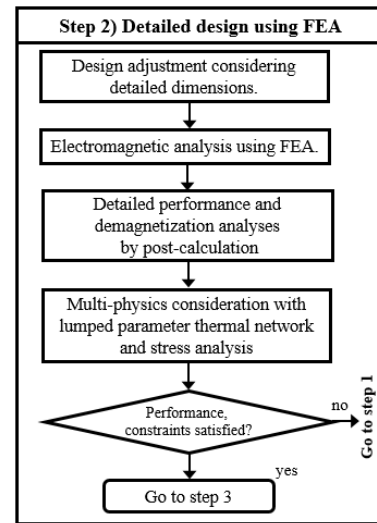 Step 2) Detailed design using FEA
Design adjustment considering
detailed dimensions.
Electromagnetic analysis using FEA.
Detailed performance and
demagnetization analyses
by post-calculation
Multi-physics consideration with
lumped parameter thermal network
and stress analysis
Performance,
constraints satisfied?
no
Go to step 1
yes
Go to step 3